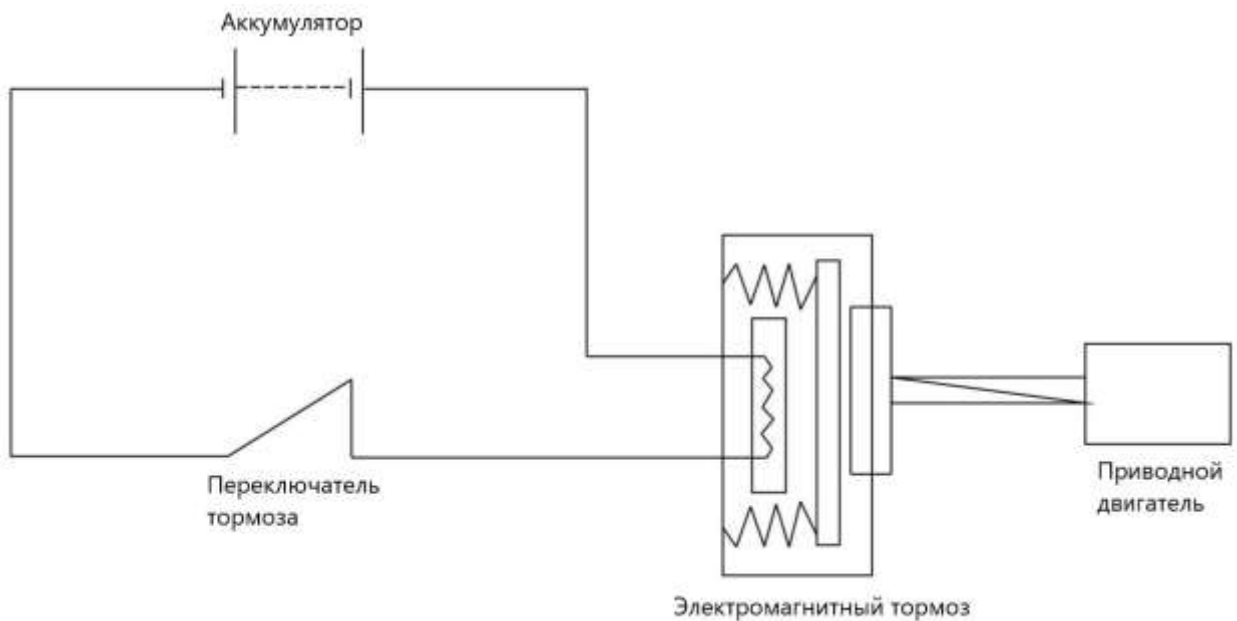 Аккумулятор
Переключатель
тормоза
Приводной
двигатель
Электромагнитный тормоз